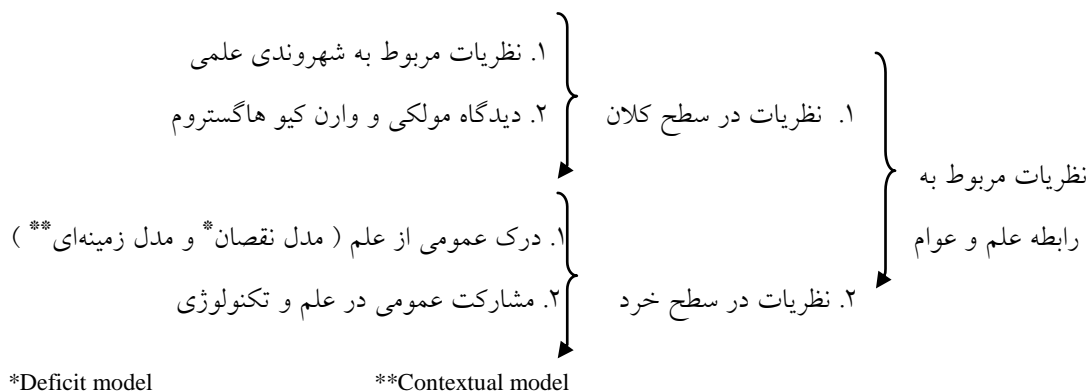 نظریات مربوط به
رابطه علم و عوام
۱. نظریات در سطح کلان
۱. نظریات مربوط به شهروندی علمی
۲. دیدگاه مولکی و وارن کیو هاگستروم
۲. نظریات در سطح خرد
۱. درک عمومی از علم ( مدل نقصان* و مدل زمینه‌ای** )
۲. مشارکت عمومی در علم و تکنولوژی
*Deficit model **Contextual model